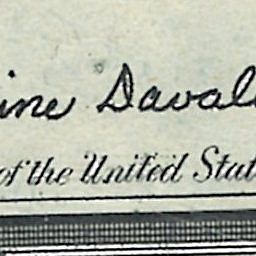 ine Daval
of the United Stat